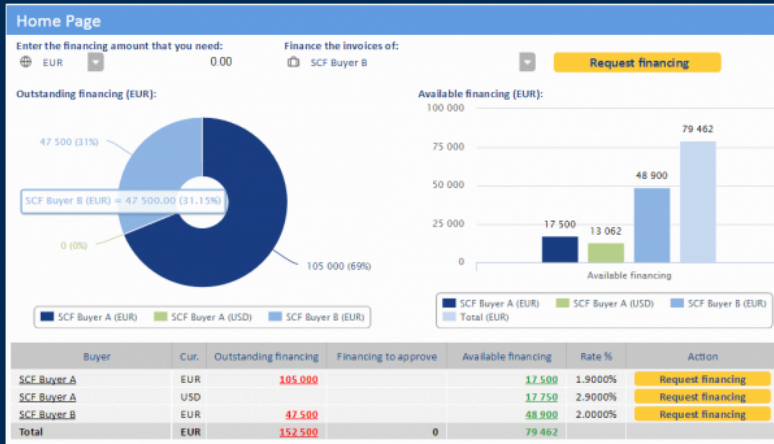 Home Page
Enter the financing amount that you need:
Finance the invoices of:
EUR
0.00
SCF Buyer B
Request financing
Outstanding financing (EUR):
Available financing (EUR):
47 500 (31%)
SCF Buyer B (EUR) = 47 500.00 (31.15%)
0 (0%)
105 000 (69%)
SCF Buyer A (EUR) SCF Buyer A (USD) SCF Buyer B (EUR)
100 000
75 000
50 000
25 000
0
17 500
13 062
48 900
79 462
Available financing
SCF Buyer A (EUR) SCF Buyer A (USD) SCF Buyer B (EUR)
Total (EUR)
Buyer Cur. Outstanding financing Financing to approve Available financing Rate % Action
SCF Buyer A EUR 105 000 17 500 1.9000% Request financing
SCF Buyer A USD 17 750 2.9000% Request financing
SCF Buyer B EUR 47 500 48 900 2.0000% Request financing
Total EUR 152 500 0 79 462